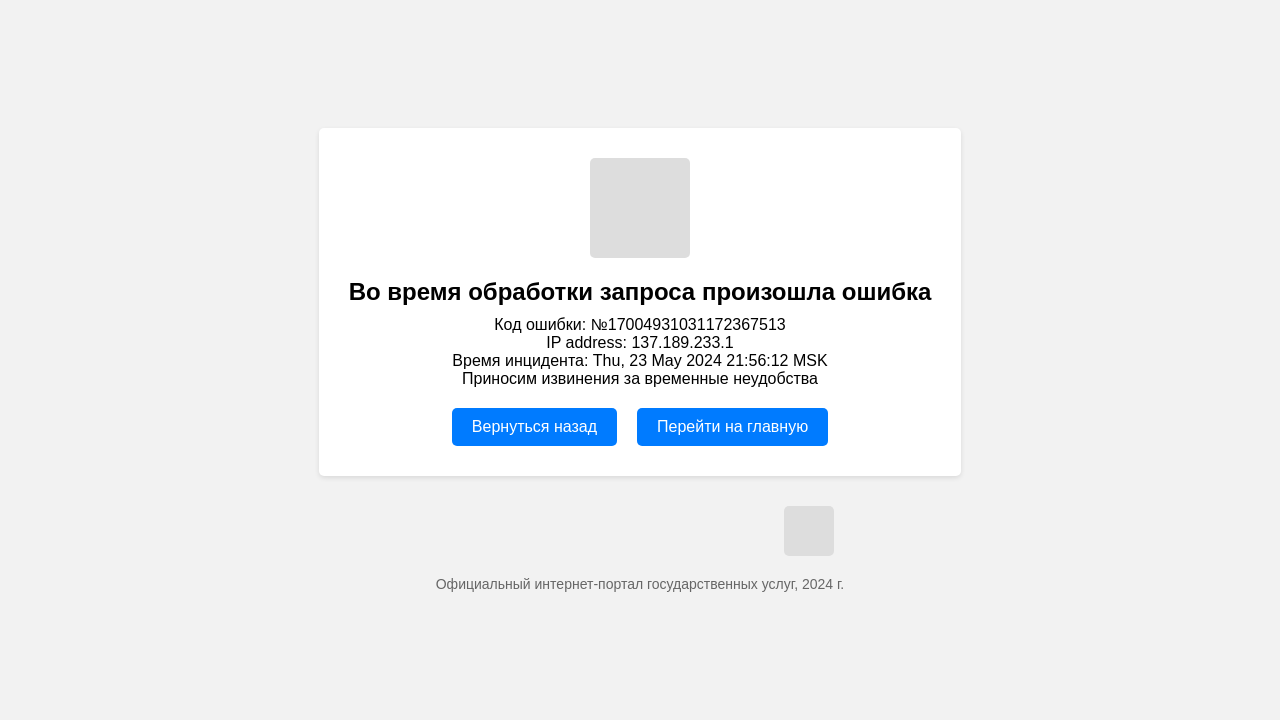 Во время обработки запроса произошла ошибка
Код ошибки: №17004931031172367513
IP address: 137.189.233.1
Время инцидента: Thu, 23 May 2024 21:56:12 MSK
Приносим извинения за временные неудобства
Вернуться назад
Перейти на главную
Официальный интернет-портал государственных услуг, 2024 г.